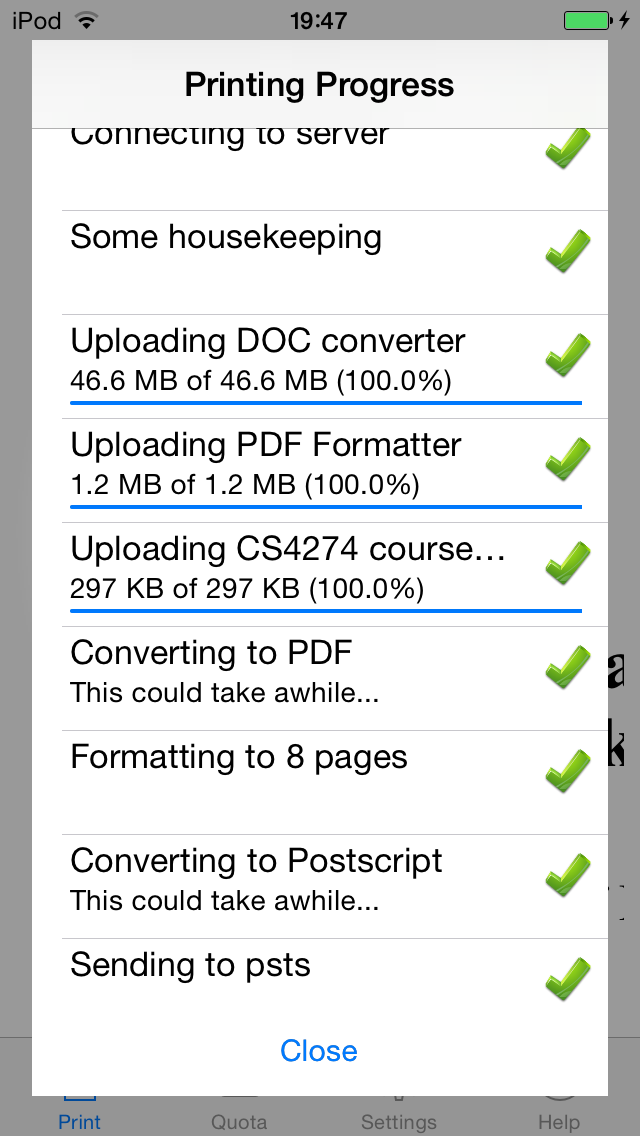 iPod 19:47
Printing Progress
Connecting to server
Some housekeeping
Uploading DOC converter
46.6 MB of 46.6 MB (100.0%)
Uploading PDF Formatter
1.2 MB of 1.2 MB (100.0%)
Uploading CS4274 course...
297 KB of 297 KB (100.0%)
Converting to PDF
This could take awhile...
Formatting to 8 pages
Converting to Postscript
This could take awhile...
Sending to psts
Close
Print Quota Settings Help